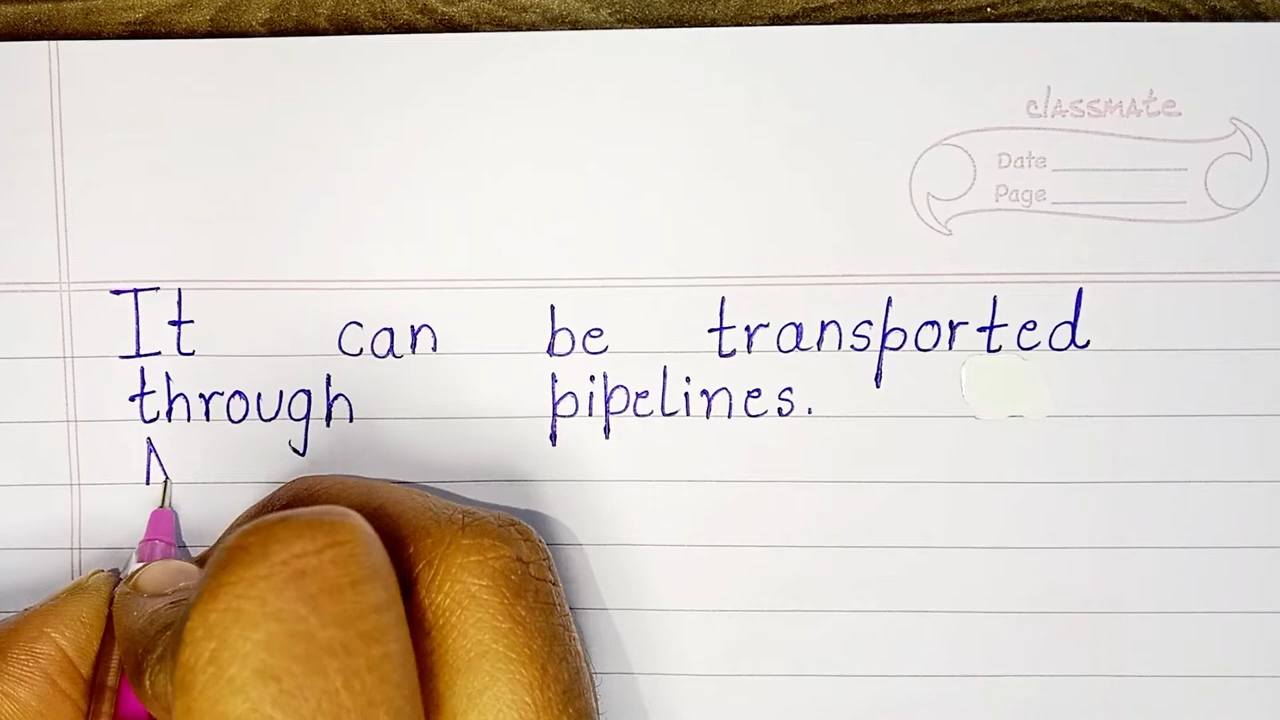 classmate
Date
Page
It can be transported
through pipelines.